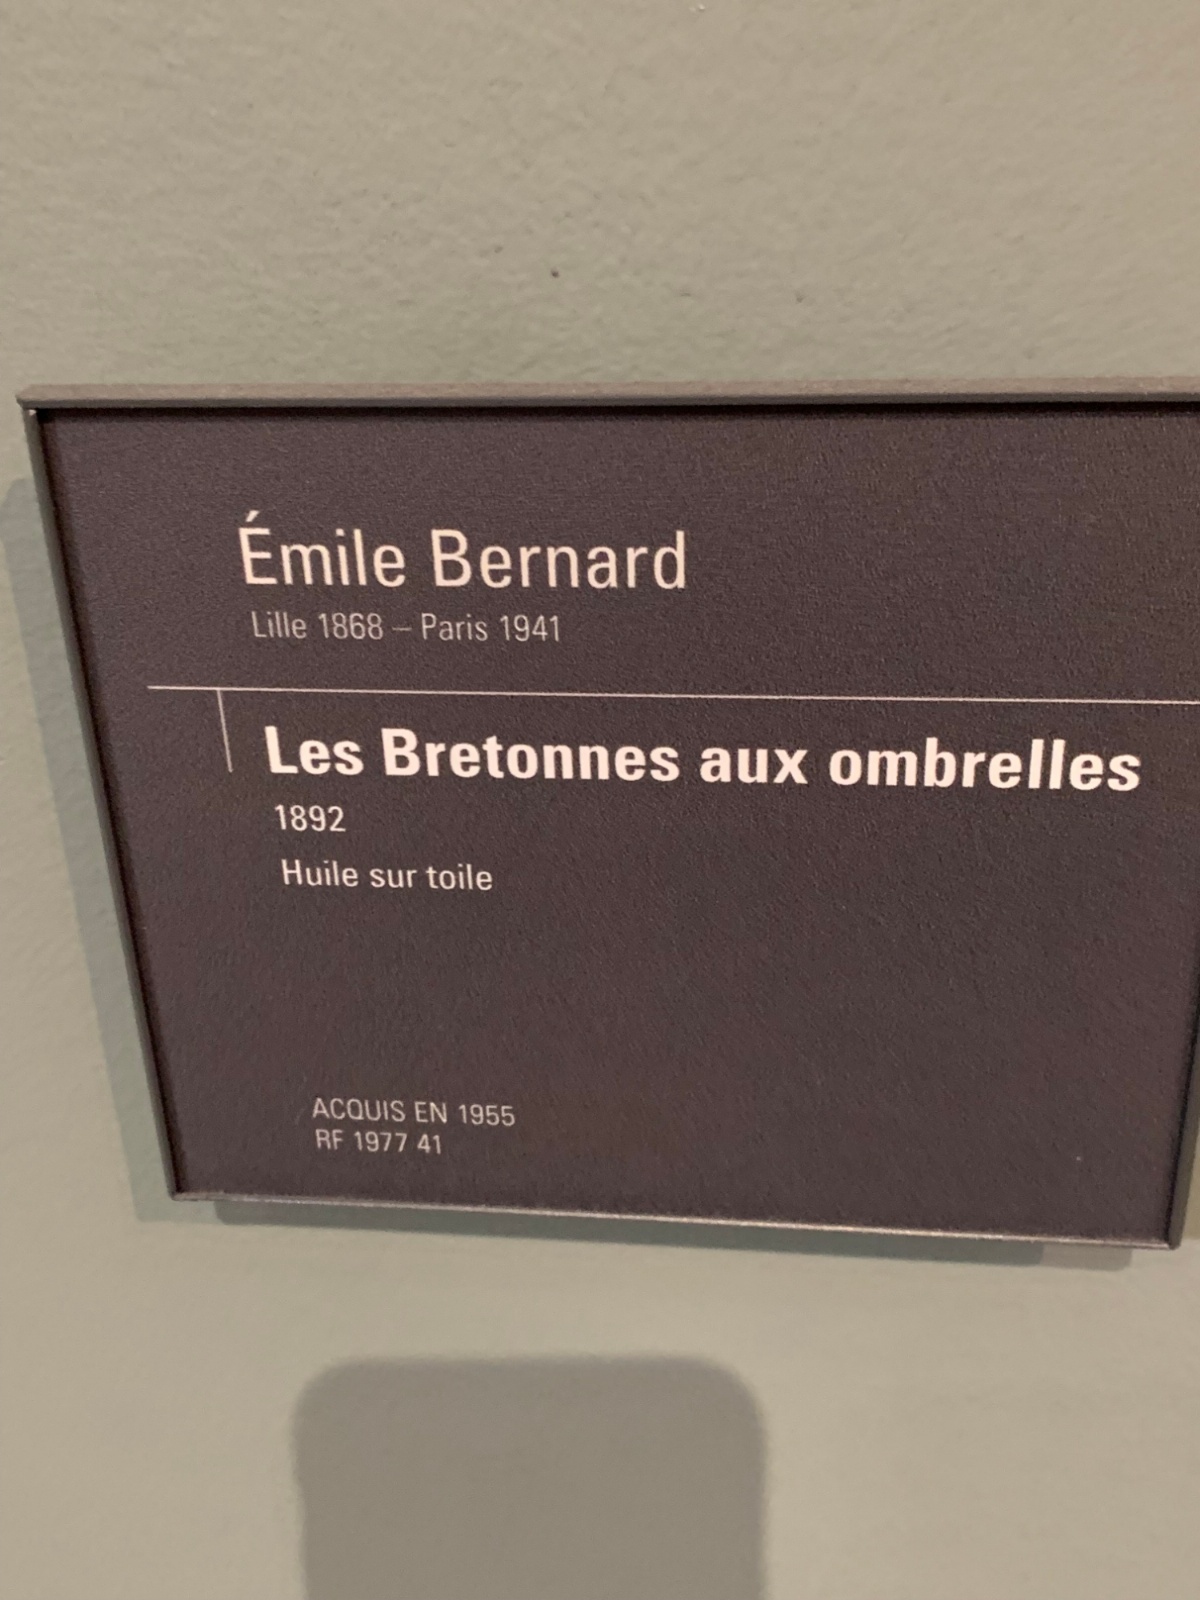 Émile Bernard
Lille 1868 – Paris 1941
Les Bretonnes aux ombrelles
1892
Huile sur toile
ACQUIS EN 1955
RF 1977 41